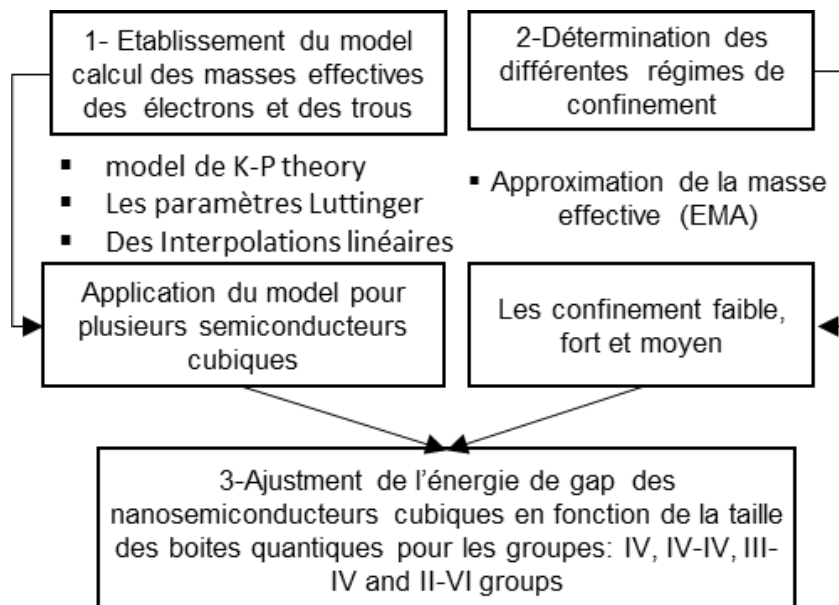 1- Etablissement du model
calcul des masses effectives
des électrons et des trous
2-Détermination des
différentes régimes de
confinement
▪ model de K-P theory
▪ Les paramètres Luttinger
▪ Des Interpolations linéaires
▪ Approximation de la masse
effective (EMA)
Application du model pour
plusieurs semiconducteurs
cubiques
Les confinement faible,
fort et moyen
3-Ajustment de l’énergie de gap des
nanosemiconducteurs cubiques en fonction de la taille
des boites quantiques pour les groupes: IV, IV-IV, III-
IV and II-VI groups